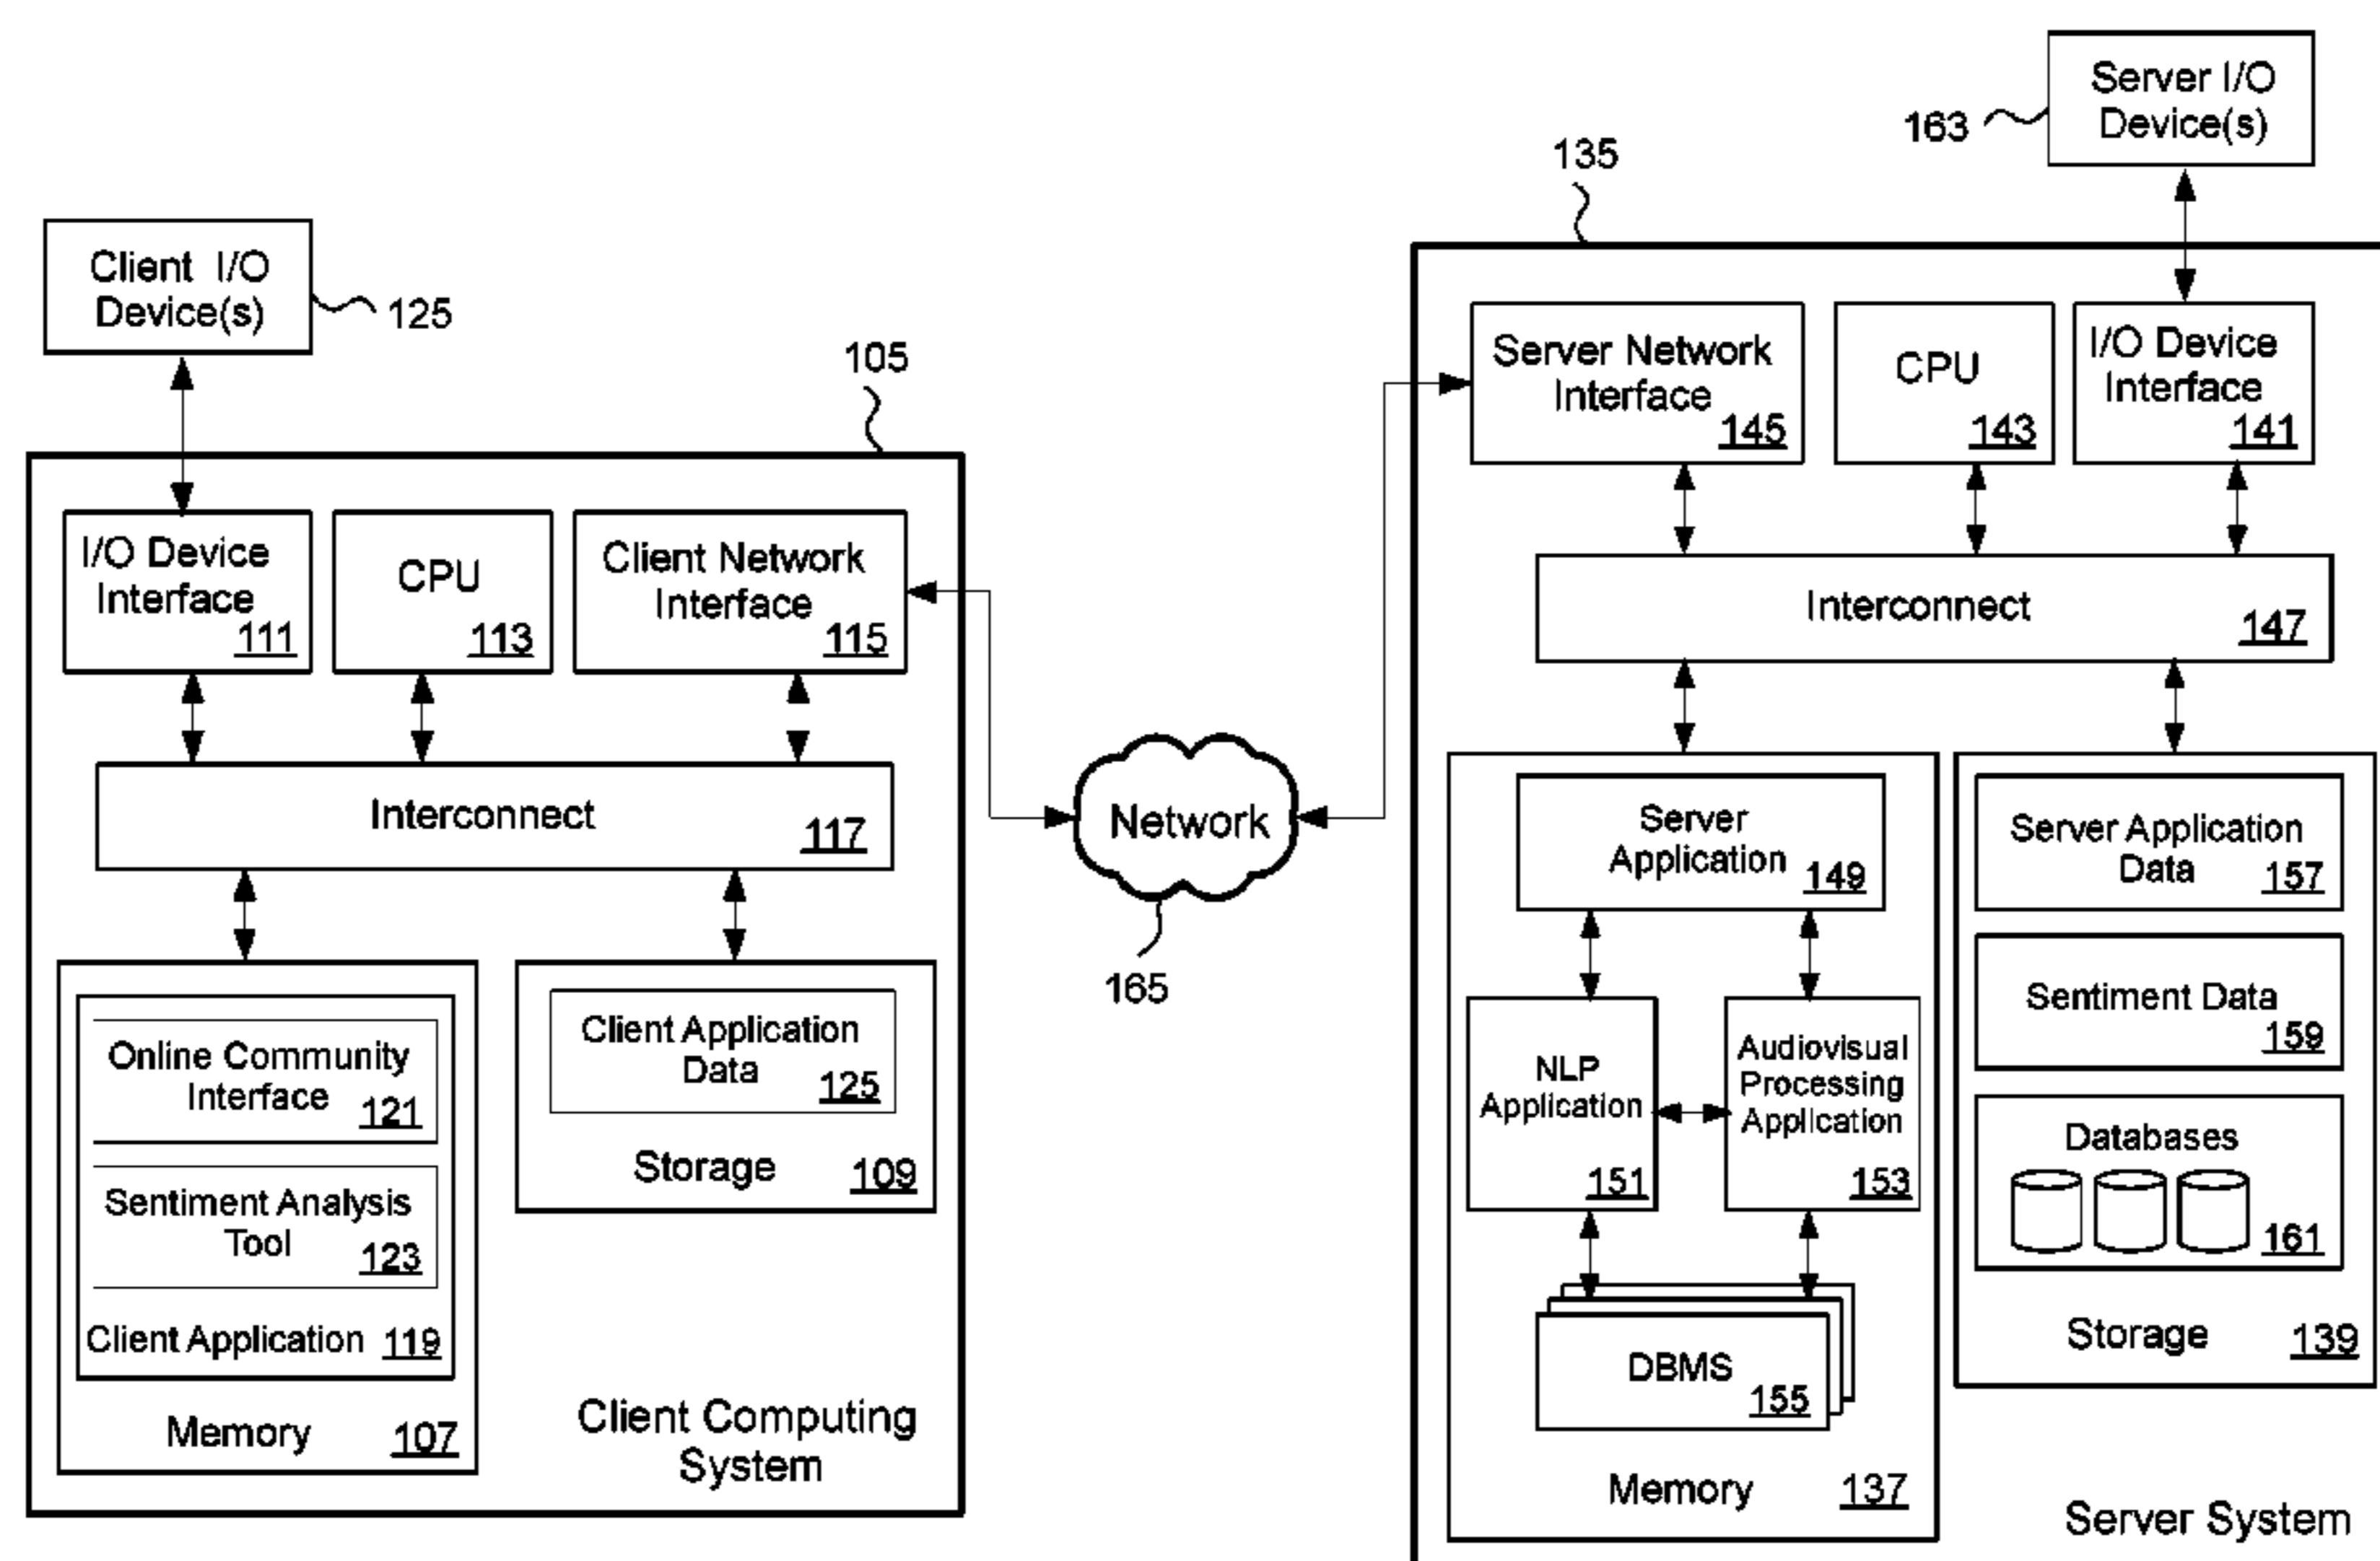 Client I/O
Device(s)
125
105
I/O Device
Interface
111
CPU
113
Client Network
Interface
115
Interconnect
117
Online Community
Interface
121
Sentiment Analysis
Tool
123
Client Application
119
Memory
107
Client Application
Data
125
Storage
109
Client Computing
System
Network
165
Server I/O
Device(s)
163
135
Server Network
Interface
145
CPU
143
I/O Device
Interface
141
Interconnect
147
Server
Application
149
NLP
Application
151
Audiovisual
Processing
Application
153
DBMS
155
Memory
137
Server Application
Data
157
Sentiment Data
159
Databases
161
Storage
139
Server System